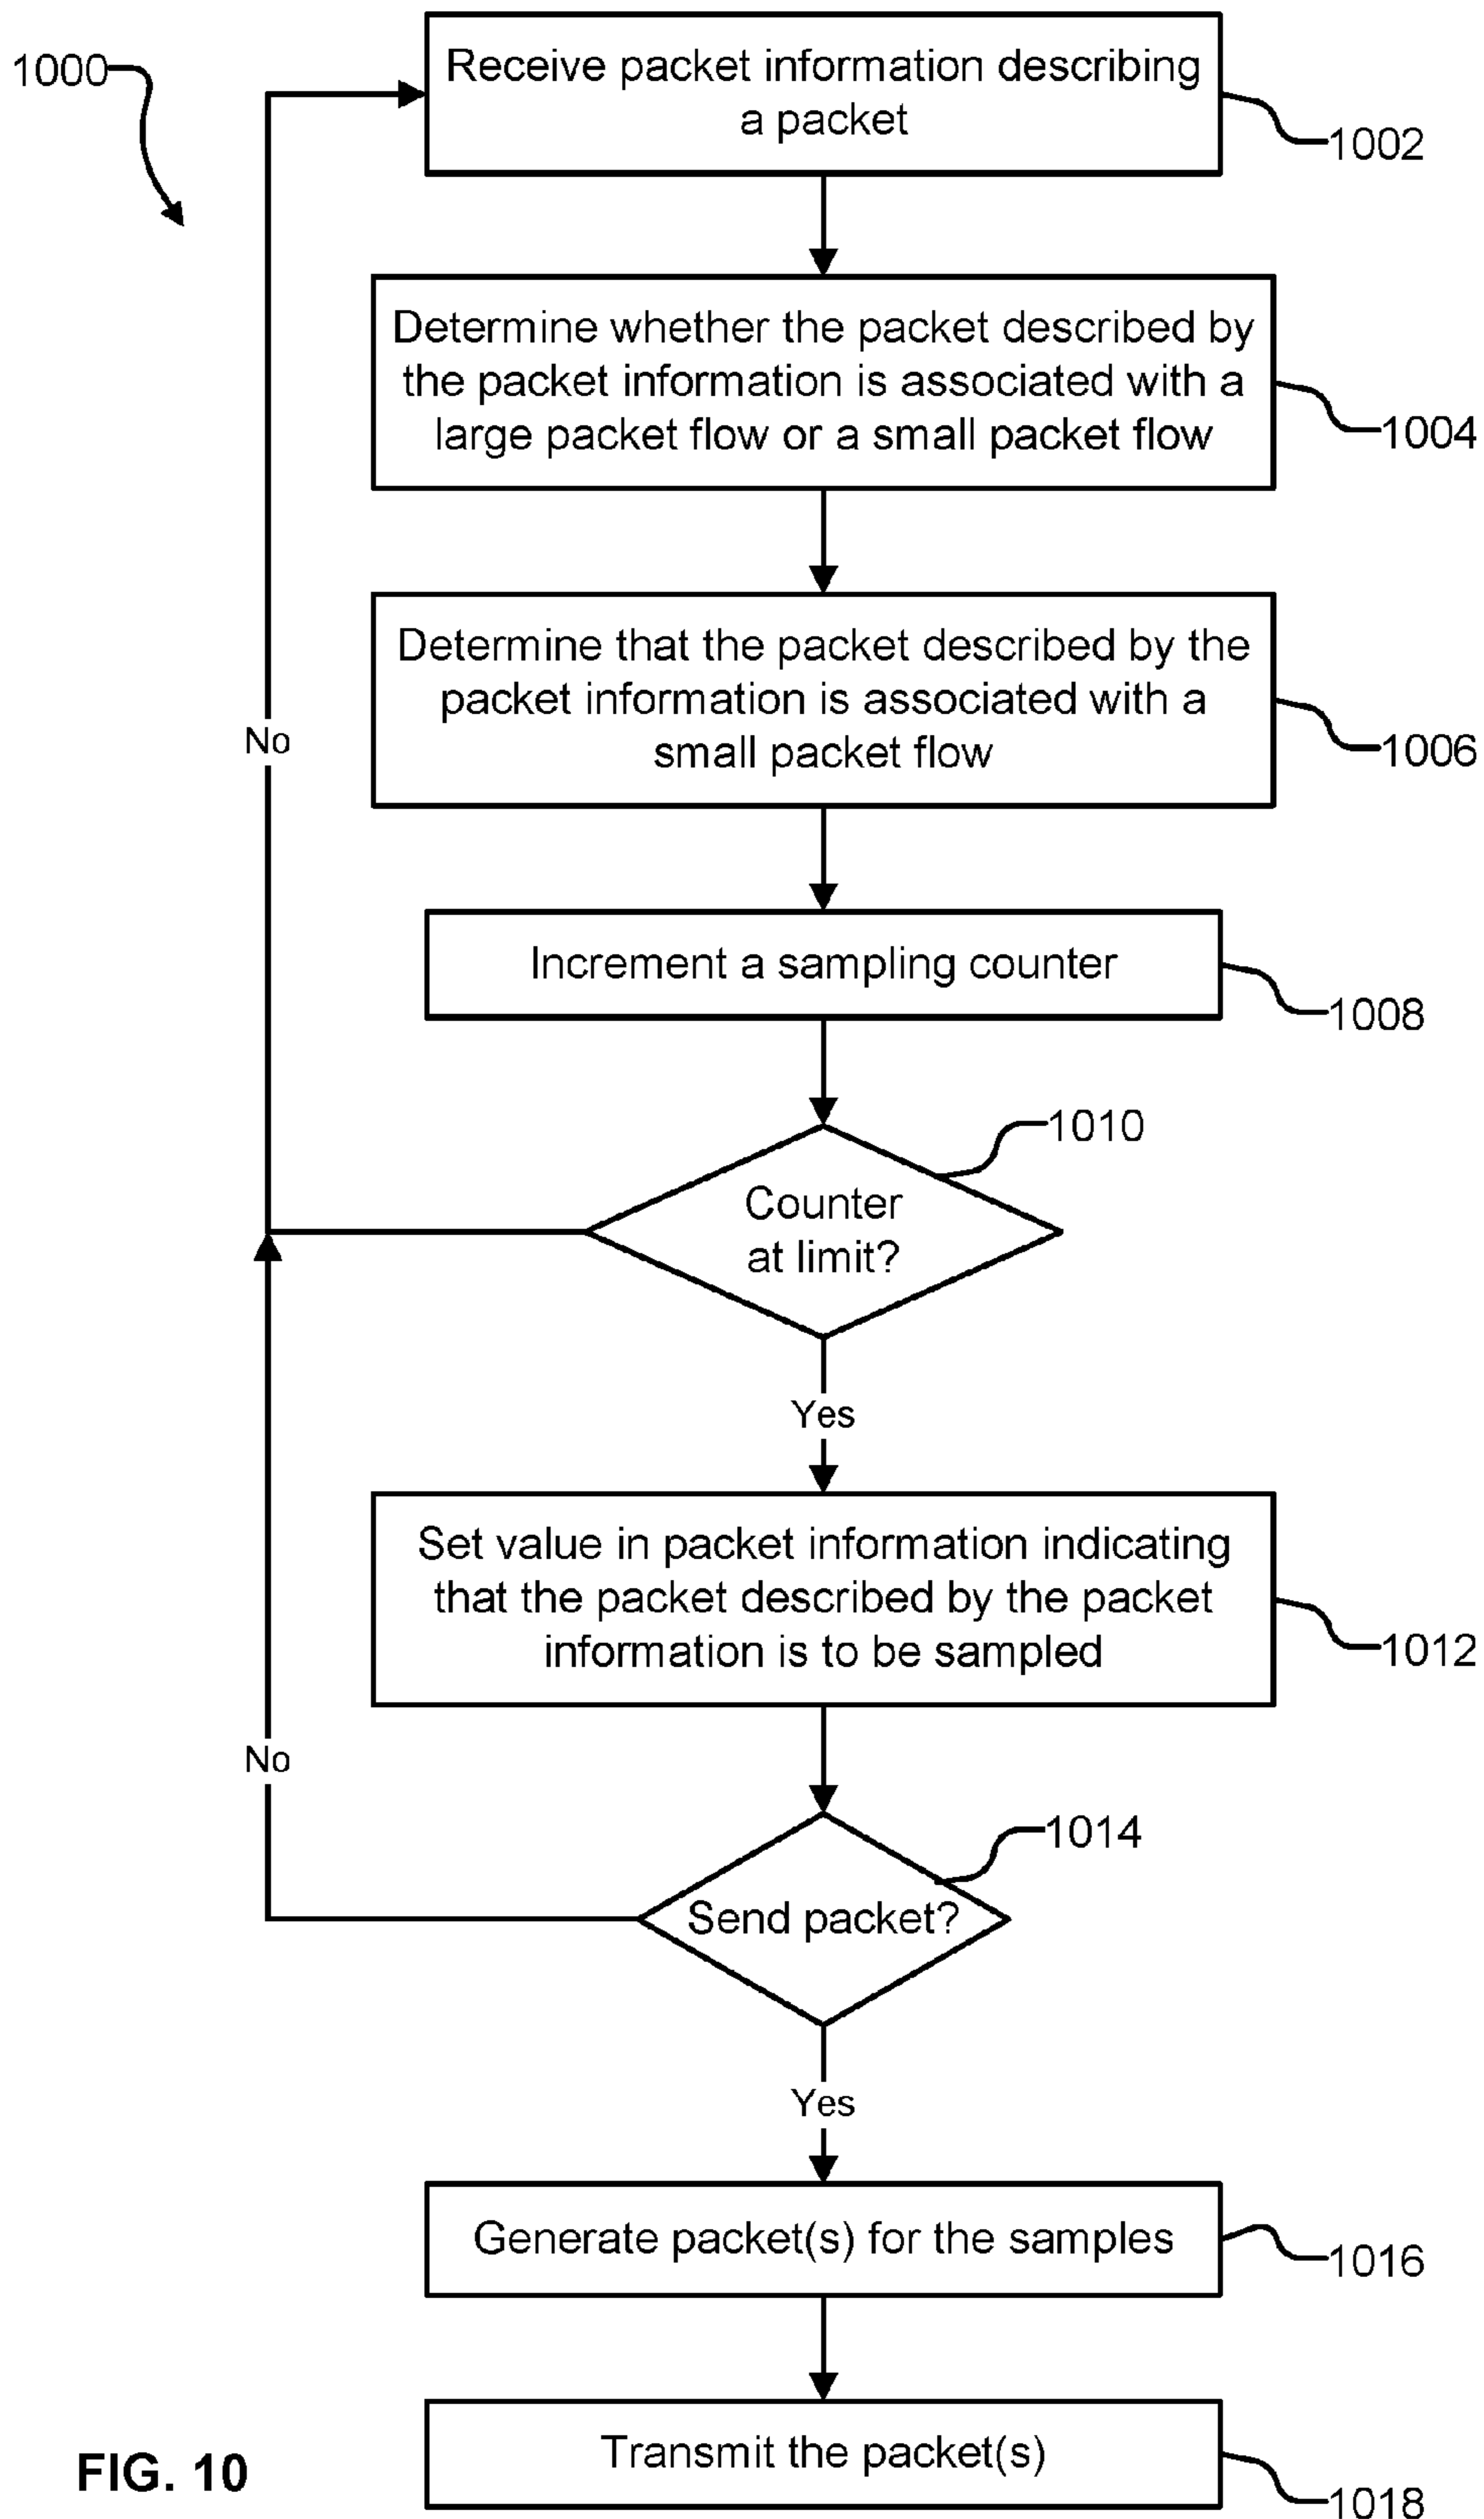 1000
Receive packet information describing
a packet
1002
Determine whether the packet described by
the packet information is associated with a
large packet flow or a small packet flow
1004
Determine that the packet described by the
packet information is associated with a
small packet flow
1006
No
Increment a sampling counter
1008
1010
Counter
at limit?
Yes
Set value in packet information indicating
that the packet described by the packet
information is to be sampled
1012
No
1014
Send packet?
Yes
Generate packet(s) for the samples
1016
Transmit the packet(s)
1018
FIG. 10